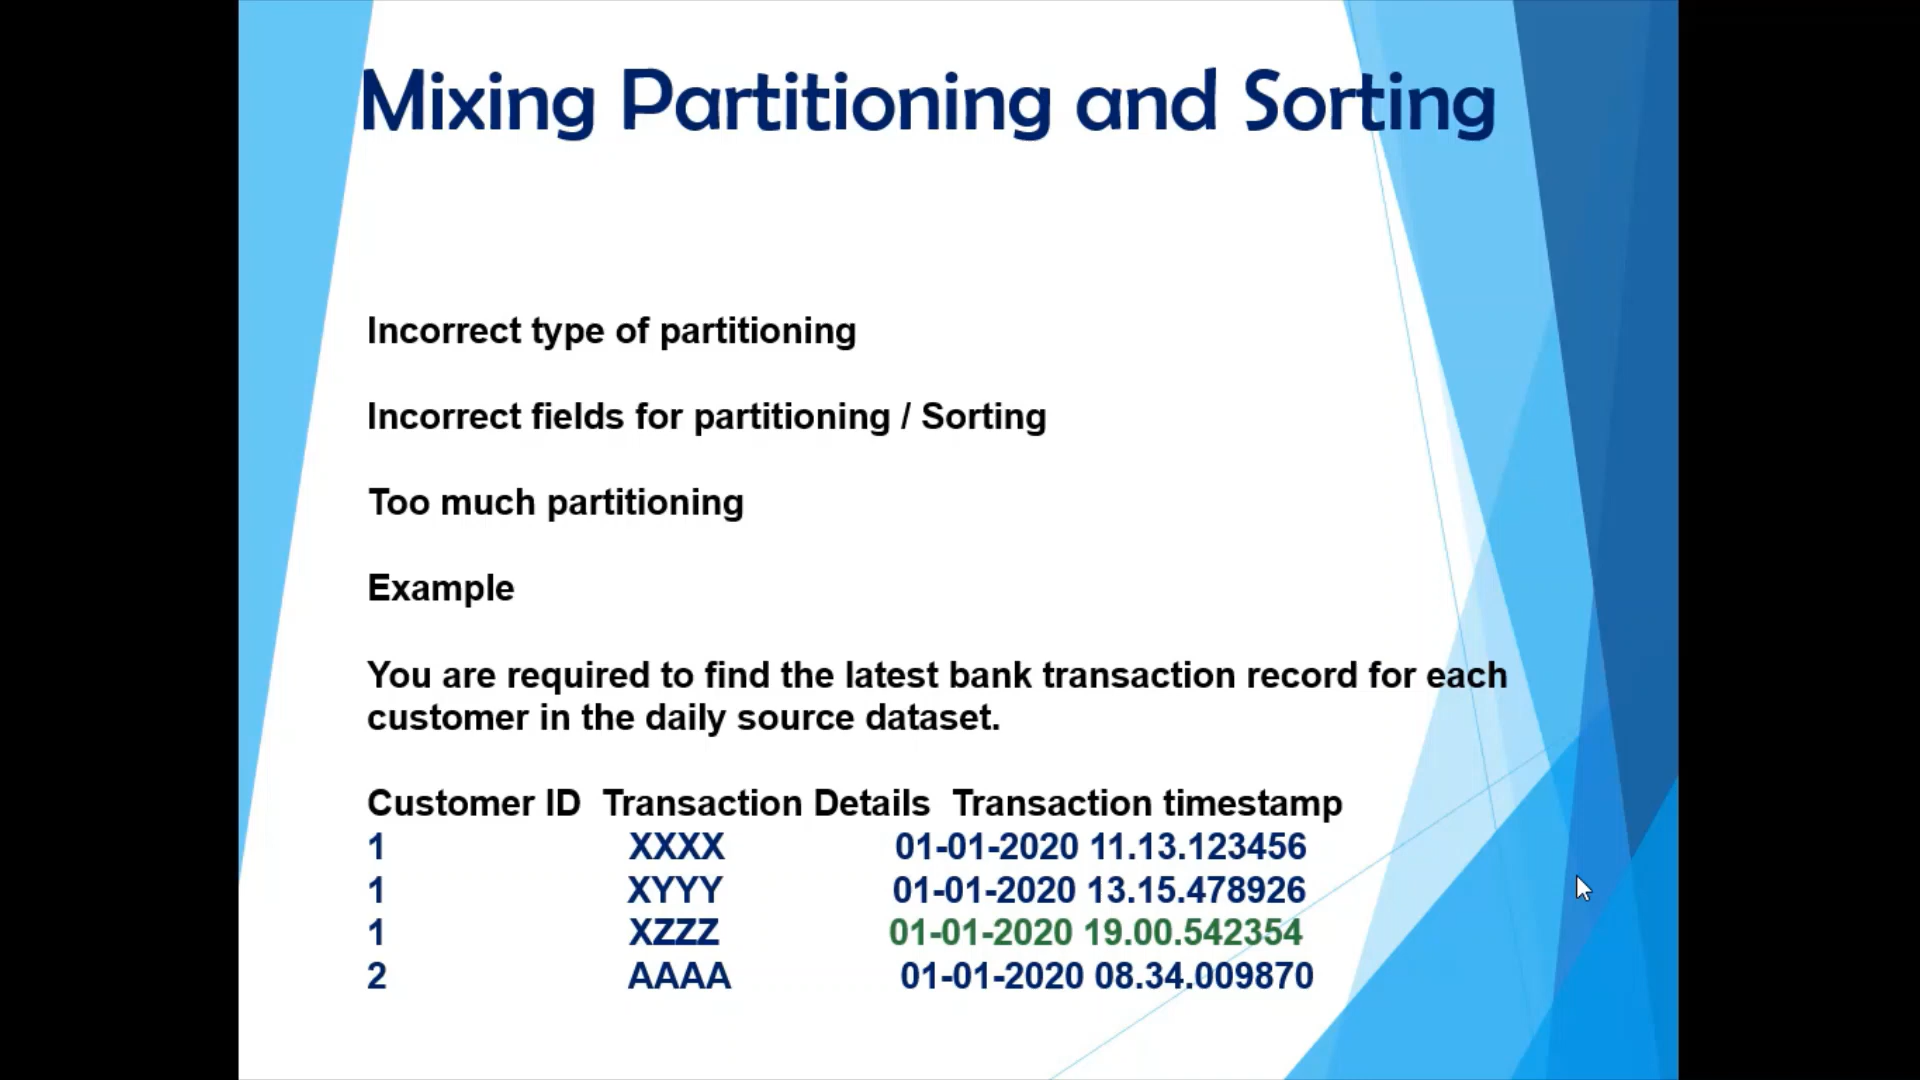 Mixing Partitioning and Sorting
Incorrect type of partitioning
Incorrect fields for partitioning / Sorting
Too much partitioning
Example
You are required to find the latest bank transaction record for each
customer in the daily source dataset.
Customer ID Transaction Details Transaction timestamp
1 XXXX 01-01-2020 11.13.123456
1 XYYY 01-01-2020 13.15.478926
1 XZZZ 01-01-2020 19.00.542354
2 AAAA 01-01-2020 08.34.009870